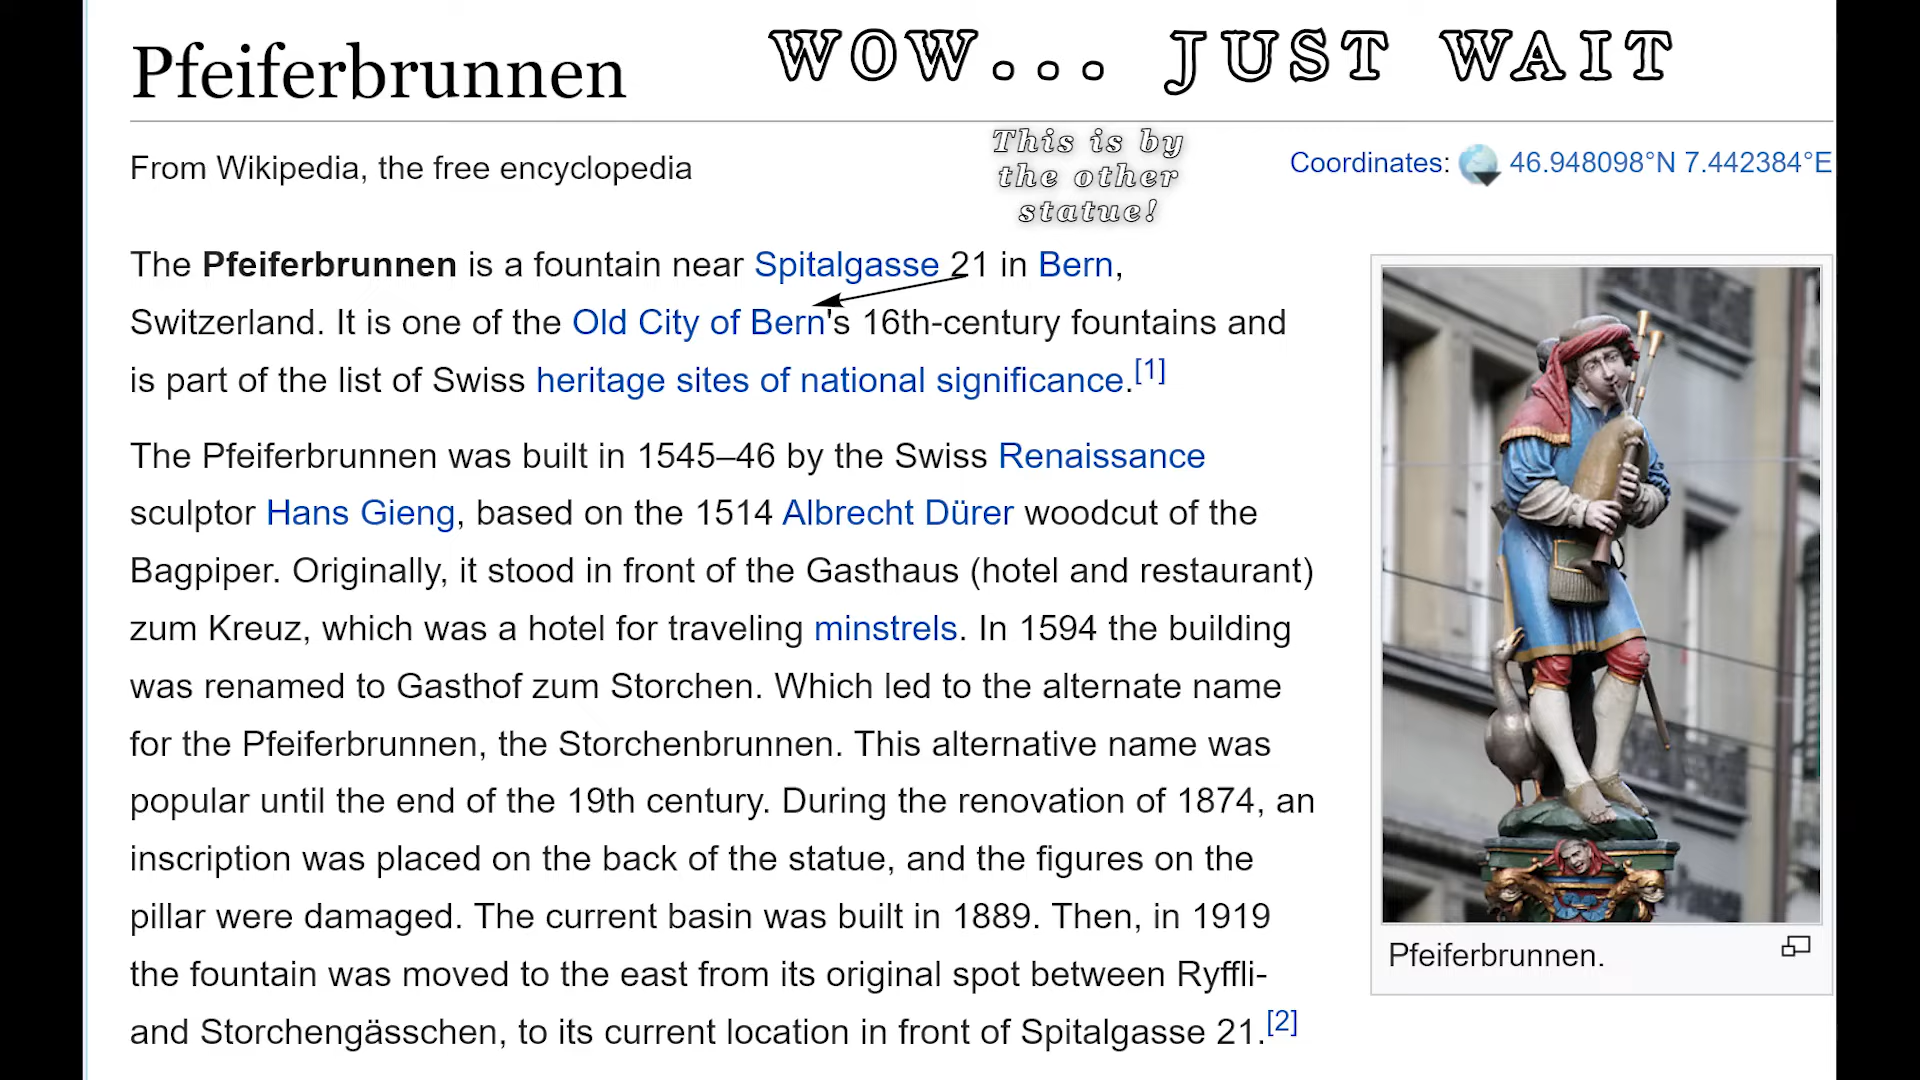 Pfeiferbrunnen
WOW... JUST WAIT
From Wikipedia, the free encyclopedia
This is by
the other
statue!
Coordinates: 46.948098°N 7.442384°E
The Pfeiferbrunnen is a fountain near Spitalgasse 21 in Bern,
Switzerland. It is one of the Old City of Bern's 16th-century fountains and
is part of the list of Swiss heritage sites of national significance.[1]
The Pfeiferbrunnen was built in 1545–46 by the Swiss Renaissance
sculptor Hans Gieng, based on the 1514 Albrecht Dürer woodcut of the
Bagpiper. Originally, it stood in front of the Gasthaus (hotel and restaurant)
zum Kreuz, which was a hotel for traveling minstrels. In 1594 the building
was renamed to Gasthof zum Storchen. Which led to the alternate name
for the Pfeiferbrunnen, the Storchenbrunnen. This alternative name was
popular until the end of the 19th century. During the renovation of 1874, an
inscription was placed on the back of the statue, and the figures on the
pillar were damaged. The current basin was built in 1889. Then, in 1919
the fountain was moved to the east from its original spot between Ryffli-
and Storchengässchen, to its current location in front of Spitalgasse 21.[2]
Pfeiferbrunnen.